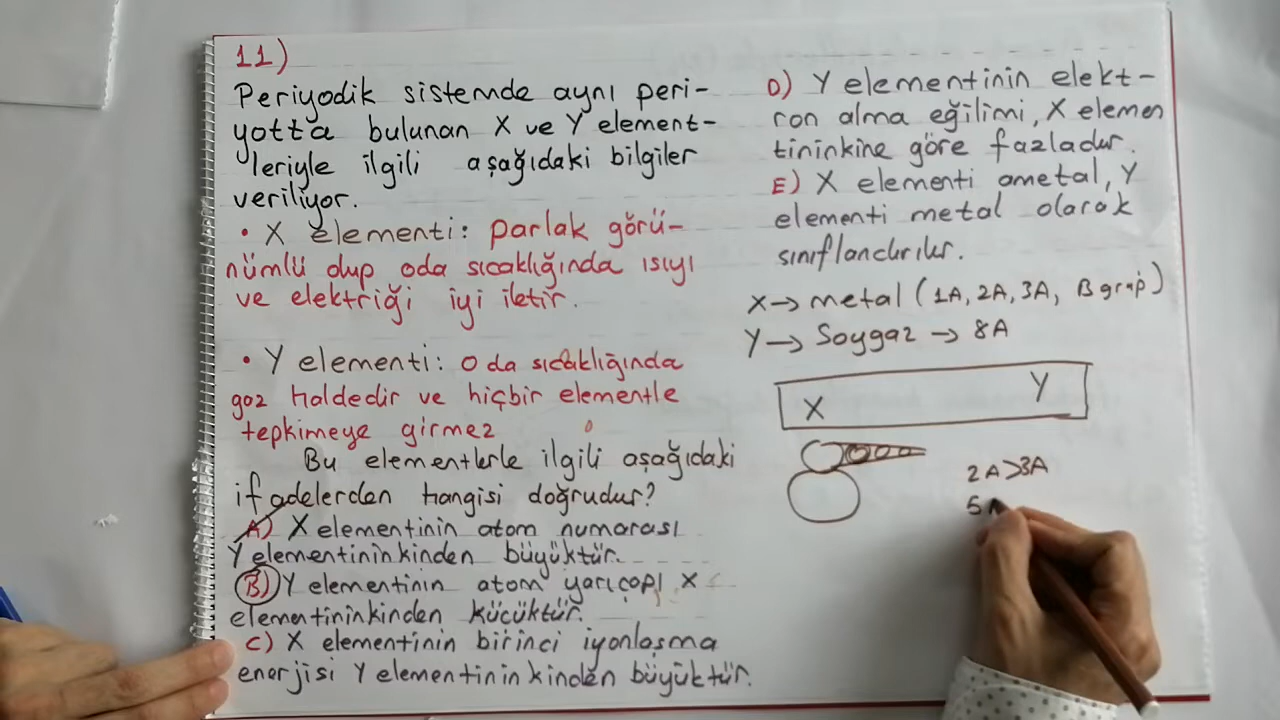 11)
Periyodik sistemde aynı peri-
yotta bulunan X ve Y element-
leriyle ilgili aşağıdaki bilgiler
veriliyor.
• X elementi: parlak görü-
nümlü olup oda sıcaklığında ısıyı
ve elektriği iyi iletir.
• Y elementi: Oda sıcaklığında
gaz haldedir ve hiçbir elementle
tepkimeye girmez
Bu elementlerle ilgili aşağıdaki
ifadelerden hangisi doğrudur?
A) X elementinin atom numarası
Y elementininkinden büyüktür.
B) Y elementinin atom yarıçapı X
elementininkinden küçüktür.
C) X elementinin birinci iyonlaşma
enerjisi Y elementininkinden büyüktür.
D) Y elementinin elekt-
ron alma eğilimi, X elemen
tininkine göre fazladır.
E) X elementi ametal, Y
elementi metal olarak
sınıflandırılır.
X→ metal (1A, 2A, 3A, B grup)
Y→ Soygaz → 8A
X Y
2A>3A
5A